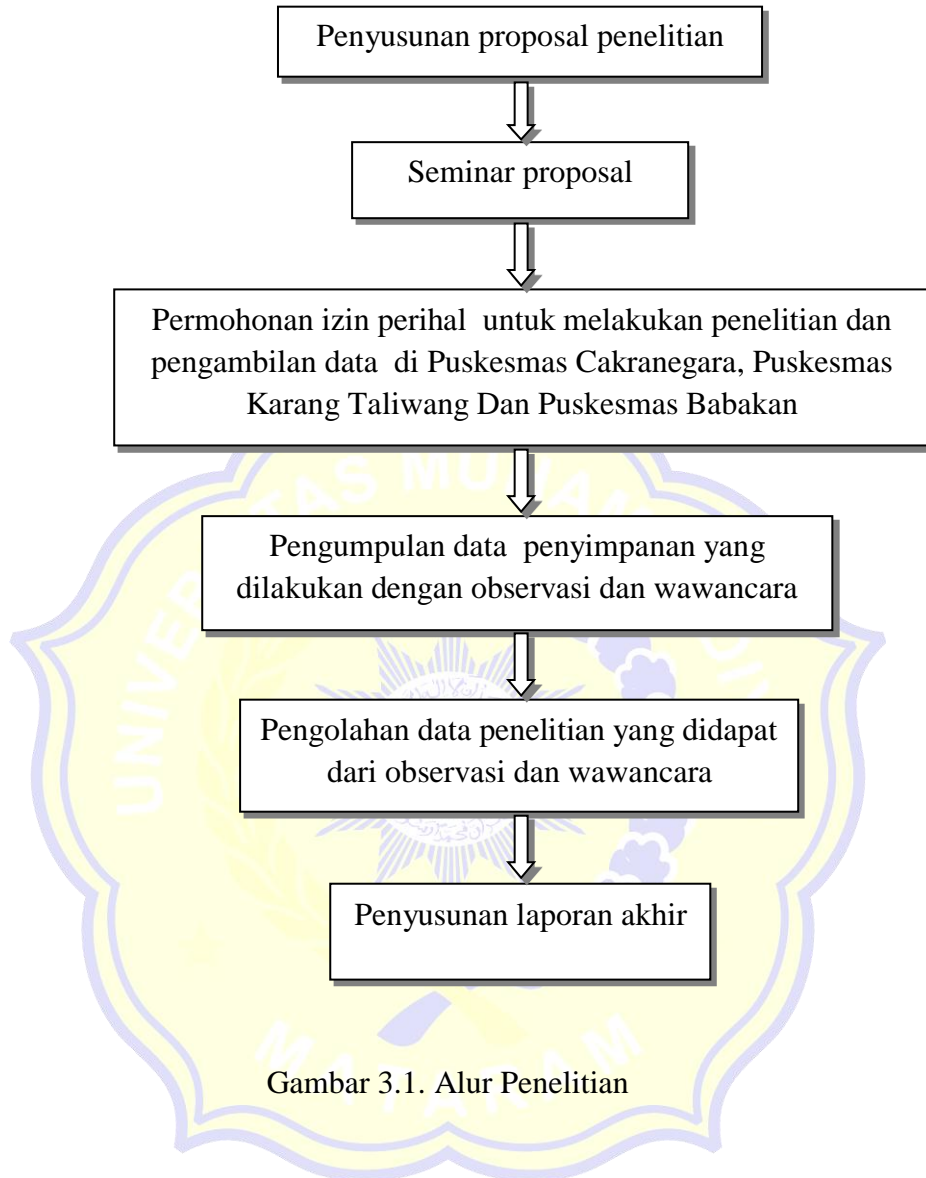 Penyusunan proposal penelitian
Seminar proposal
Permohonan izin perihal untuk melakukan penelitian dan
pengambilan data di Puskesmas Cakranegara, Puskesmas
Karang Taliwang Dan Puskesmas Babakan
Pengumpulan data penyimpanan yang
dilakukan dengan observasi dan wawancara
Pengolahan data penelitian yang didapat
dari observasi dan wawancara
Penyusunan laporan akhir
MATARAM
Gambar 3.1. Alur Penelitian